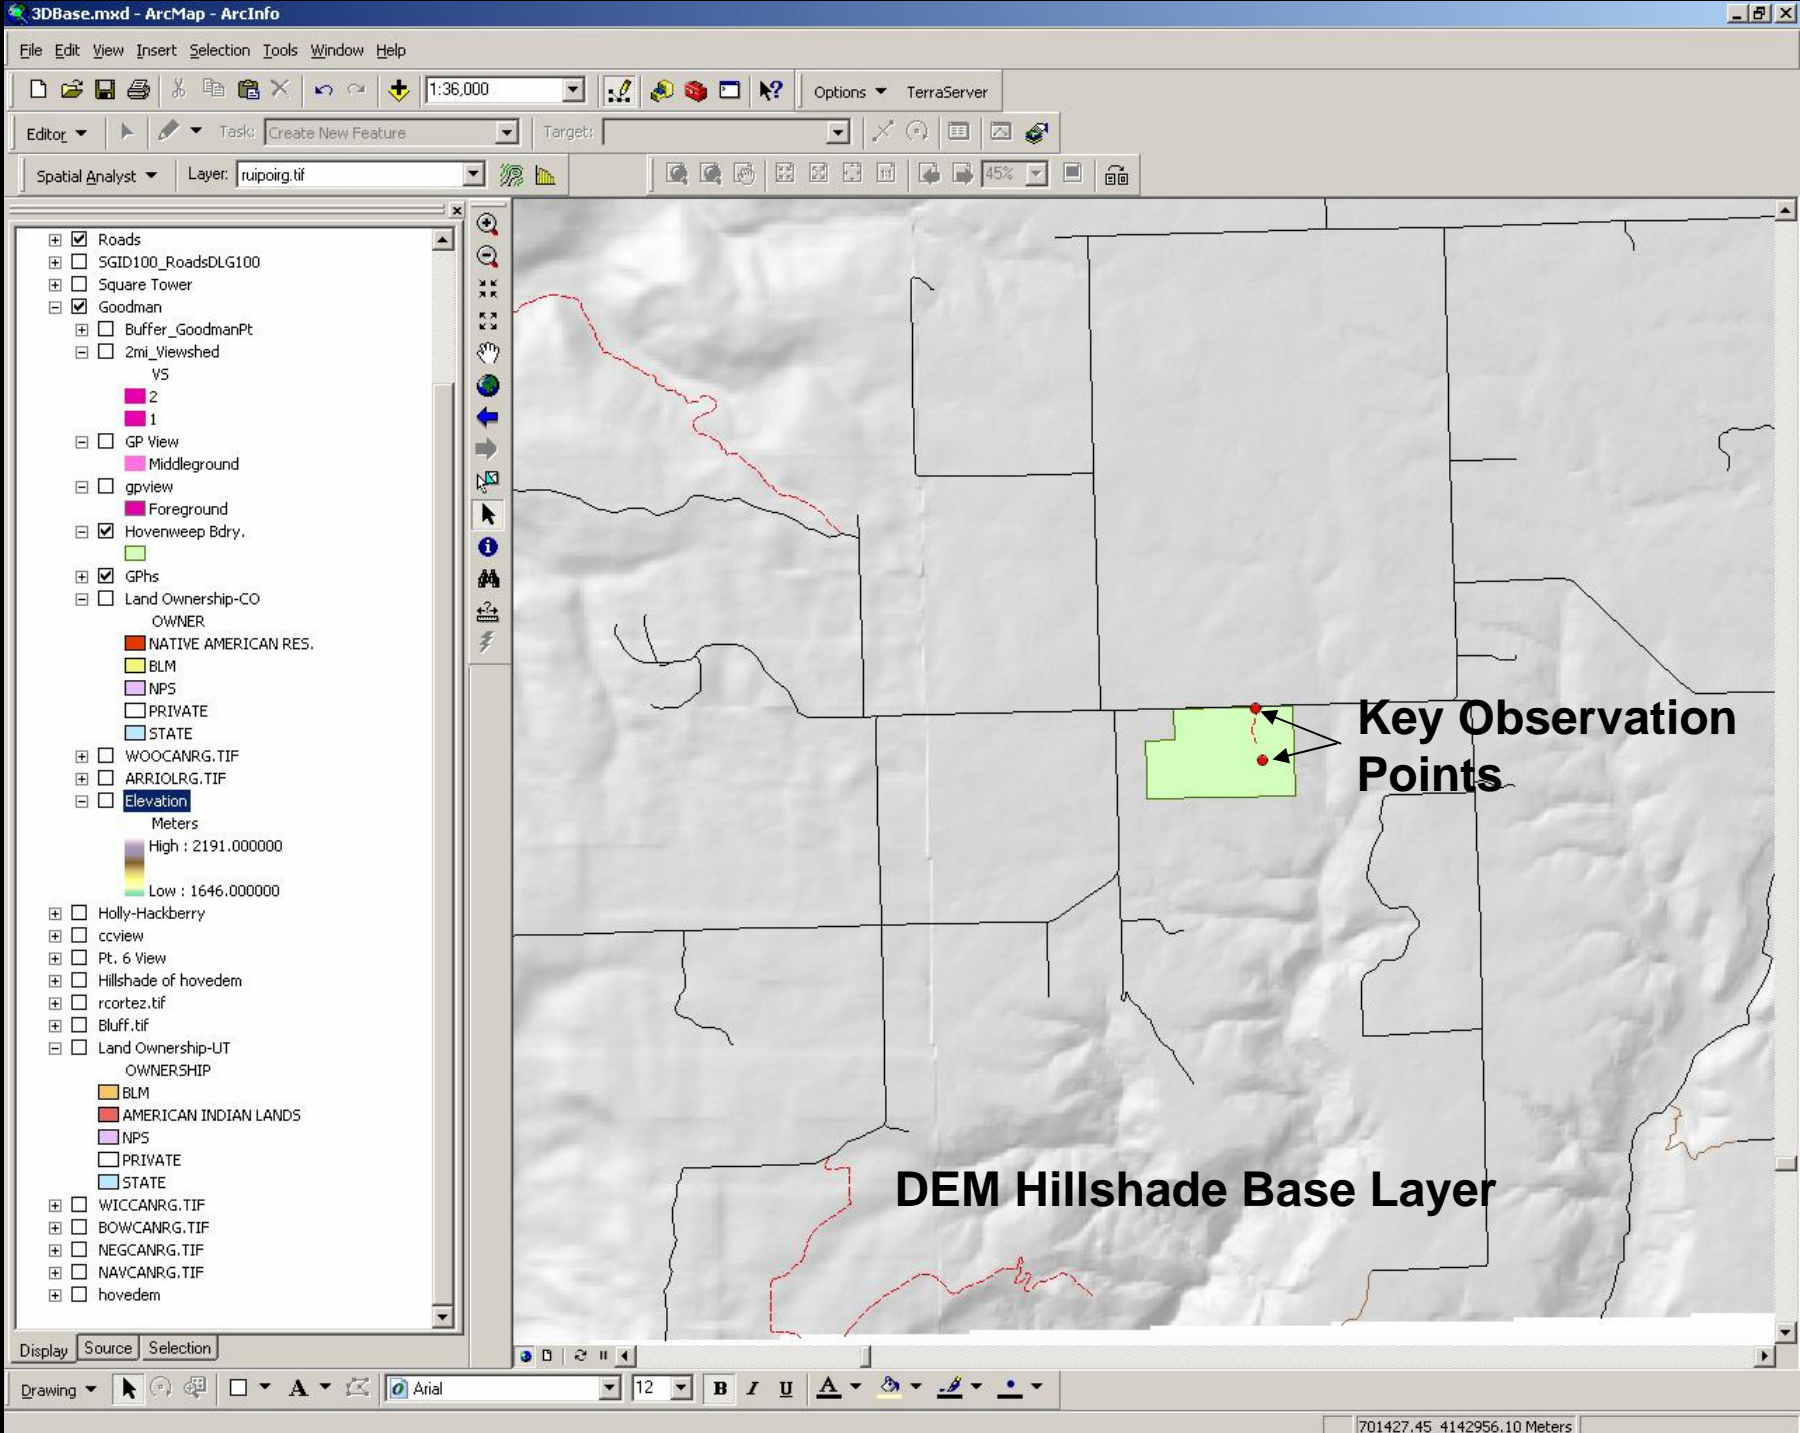 3DBase.mxd - ArcMap - ArcInfo
File Edit View Insert Selection Tools Window Help
1:36,000
Options TerraServer
Editor Task: Create New Feature Target:
Spatial Analyst Layer: ruipoirg.tif 45%
Roads
SGID100_RoadsDLG100
Square Tower
Goodman
Buffer_GoodmanPt
2mi_Viewshed
VS
2
1
GP View
Middleground
gpview
Foreground
Hovenweep Bdry.
GPhs
Land Ownership-CO
OWNER
NATIVE AMERICAN RES.
BLM
NPS
PRIVATE
STATE
WOOCANRG.TIF
ARRIOLRG.TIF
Elevation
Meters
High : 2191.000000
Low : 1646.000000
Holly-Hackberry
ccview
Pt. 6 View
Hillshade of hovedem
rcortez.tif
Bluff.tif
Land Ownership-UT
OWNERSHIP
BLM
AMERICAN INDIAN LANDS
NPS
PRIVATE
STATE
WICCANRG.TIF
BOWCANRG.TIF
NEGCANRG.TIF
NAVCANRG.TIF
hovedem
Display Source Selection
Key Observation
Points
DEM Hillshade Base Layer
Drawing A Arial 12 B I U A
701427.45 4142956.10 Meters